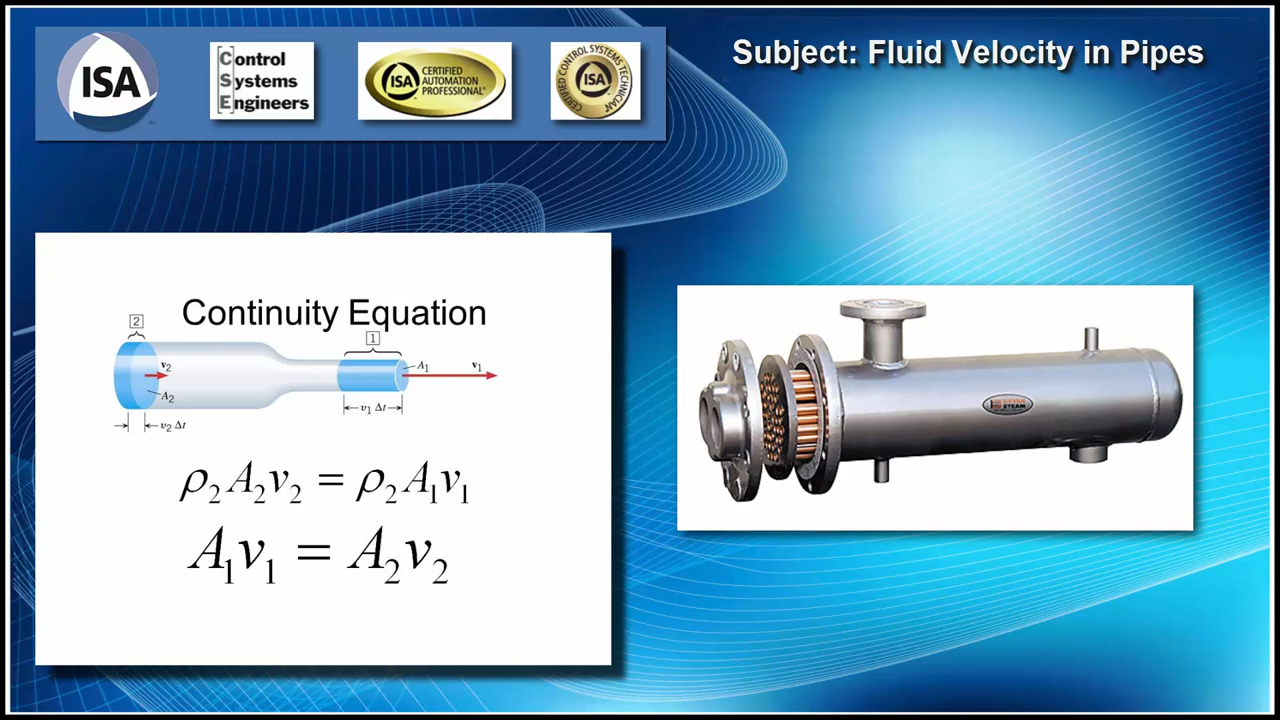 ISA
Control
Systems
Engineers
ISA
CERTIFIED
AUTOMATION
PROFESSIONAL®
CERTIFIED CONTROL SYSTEMS TECHNICIAN
ISA
Subject: Fluid Velocity in Pipes
Continuity Equation
2
1
v₂
A₂
A₁
v₁
v₂ Δt
v₁ Δt
ρ₂A₂v₂ = ρ₂A₁v₁
A₁v₁ = A₂v₂
STEAM